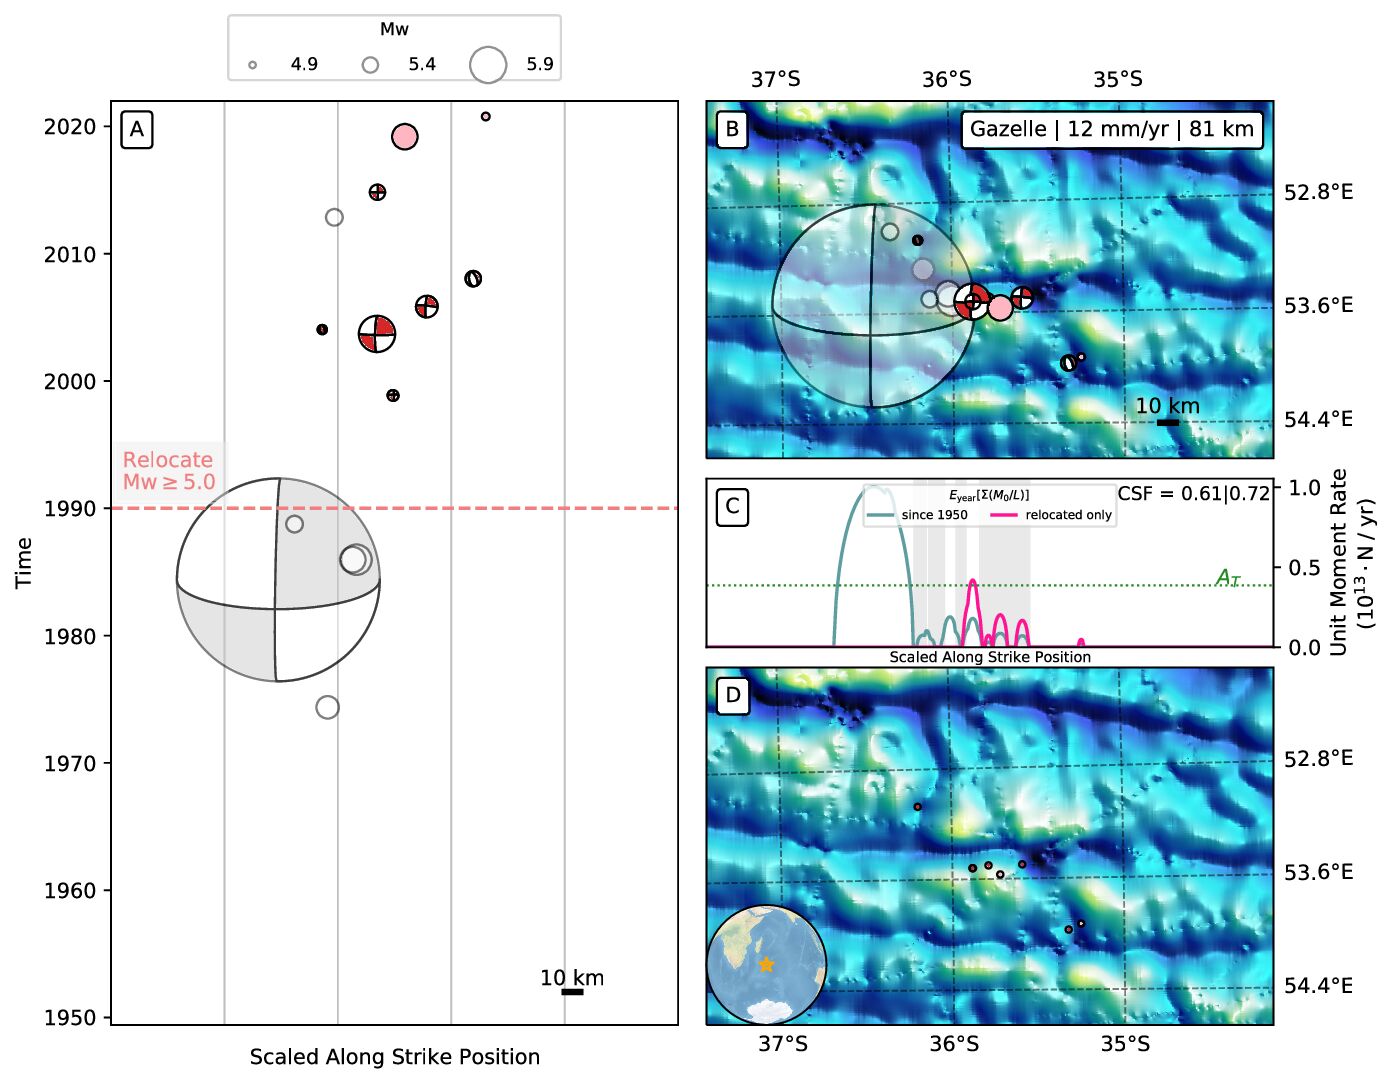 Mw
4.9 5.4 5.9
A
2020
2010
2000
1990
1980
1970
1960
1950
Time
Relocate
Mw ≥ 5.0
10 km
Scaled Along Strike Position
37°S 36°S 35°S
B
Gazelle | 12 mm/yr | 81 km
52.8°E
53.6°E
54.4°E
10 km
C
E_year[Σ(M₀/L)]
since 1950 relocated only
CSF = 0.61|0.72
A_T
1.0
0.5
0.0
Unit Moment Rate
(10¹³ · N / yr)
Scaled Along Strike Position
D
52.8°E
53.6°E
54.4°E
37°S 36°S 35°S